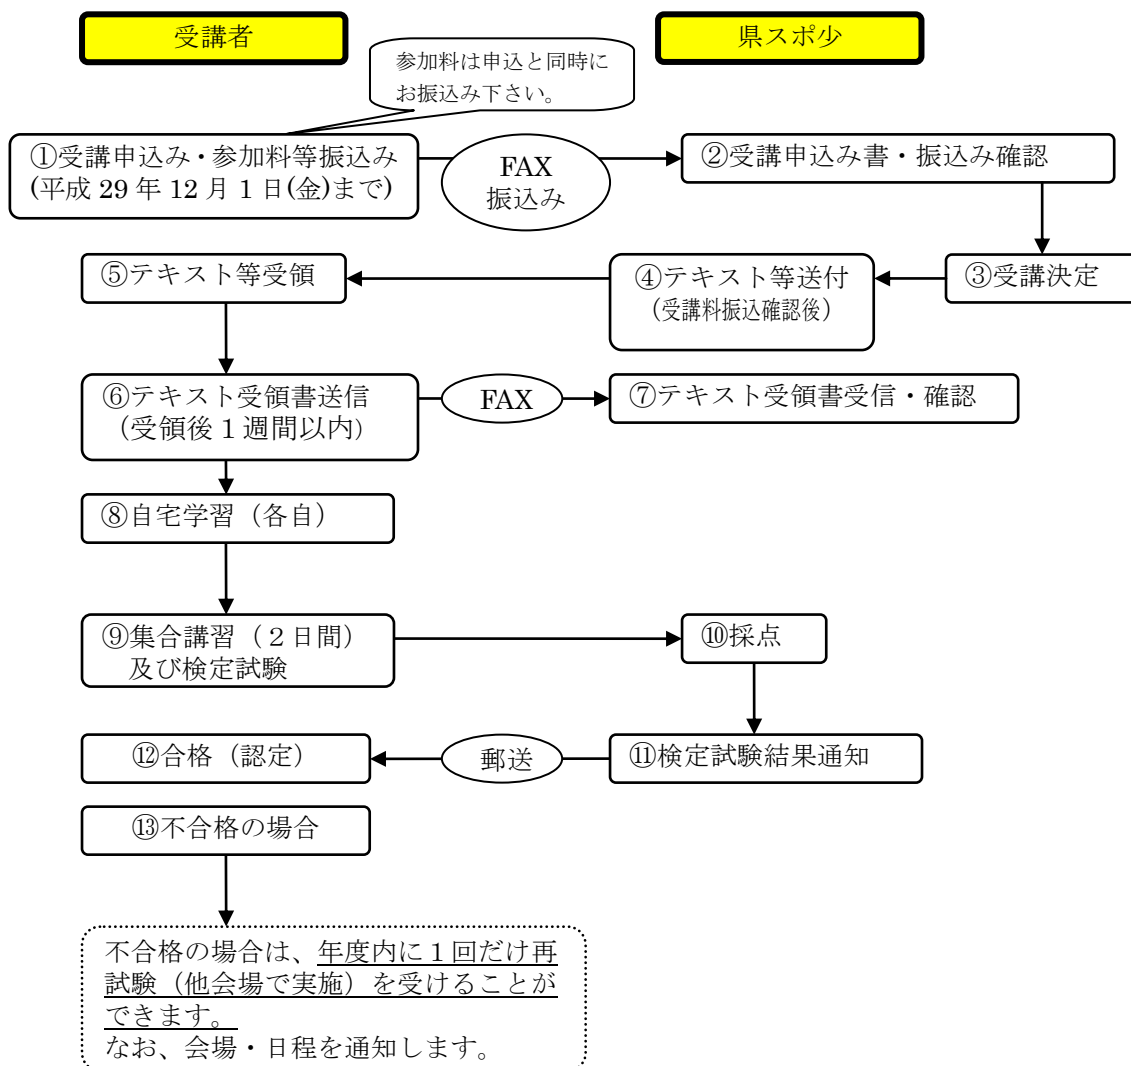 受講者
県スポ少
参加料は申込と同時に
お振込み下さい。
①受講申込み・参加料等振込み
(平成 29 年 12 月 1 日(金)まで)
FAX
振込み
②受講申込み書・振込み確認
③受講決定
④テキスト等送付
（受講料振込確認後）
⑤テキスト等受領
⑥テキスト受領書送信
（受領後１週間以内）
FAX
⑦テキスト受領書受信・確認
⑧自宅学習（各自）
⑨集合講習（２日間）
及び検定試験
⑩採点
⑪検定試験結果通知
郵送
⑫合格（認定）
⑬不合格の場合
不合格の場合は、年度内に１回だけ再
試験（他会場で実施）を受けることが
できます。
なお、会場・日程を通知します。